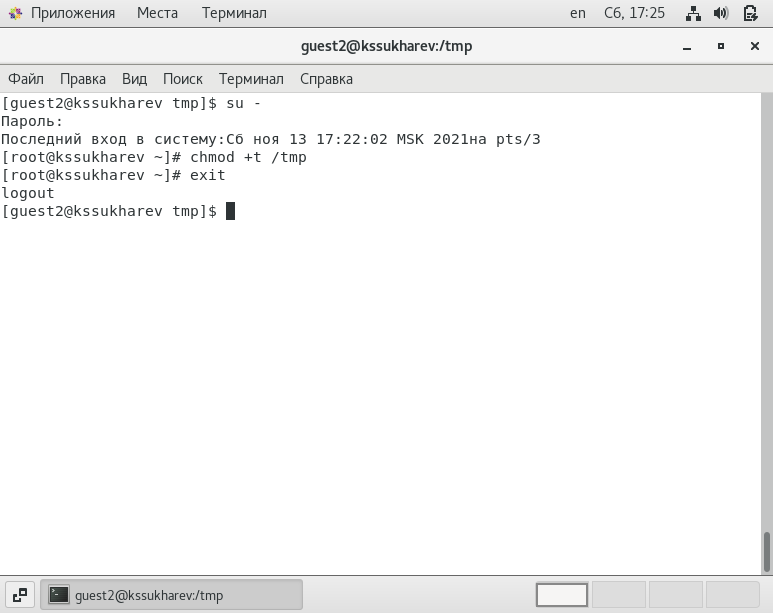 Приложения Места Терминал en Сб, 17:25
guest2@kssukharev:/tmp
Файл Правка Вид Поиск Терминал Справка
[guest2@kssukharev tmp]$ su -
Пароль:
Последний вход в систему:Сб ноя 13 17:22:02 MSK 2021на pts/3
[root@kssukharev ~]# chmod +t /tmp
[root@kssukharev ~]# exit
logout
[guest2@kssukharev tmp]$
guest2@kssukharev:/tmp